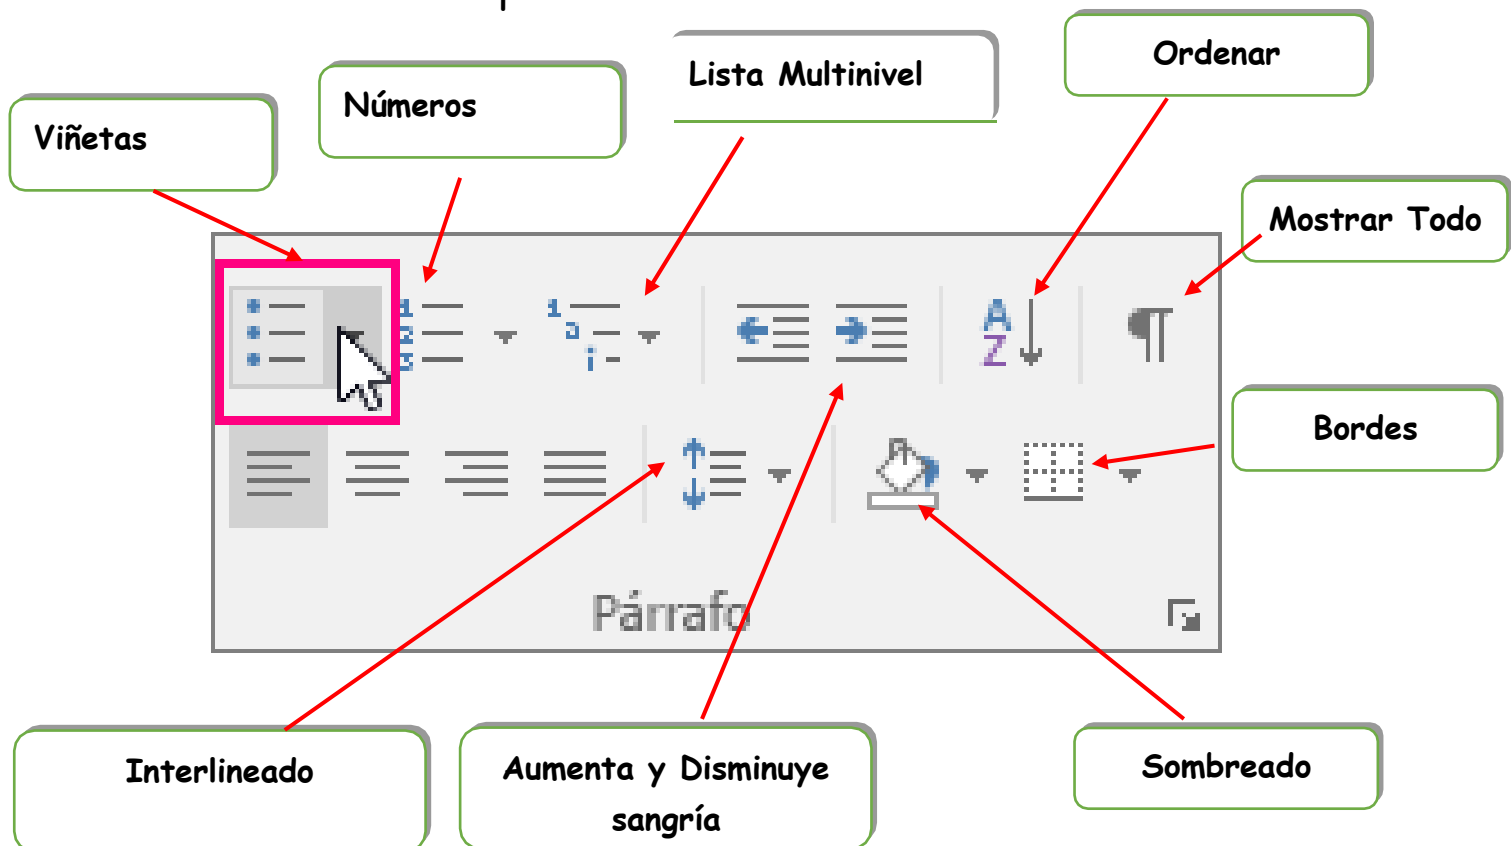 Ordenar
Lista Multinivel
Números
Viñetas
Mostrar Todo
Bordes
Párrafo
Interlineado
Aumenta y Disminuye
sangría
Sombreado